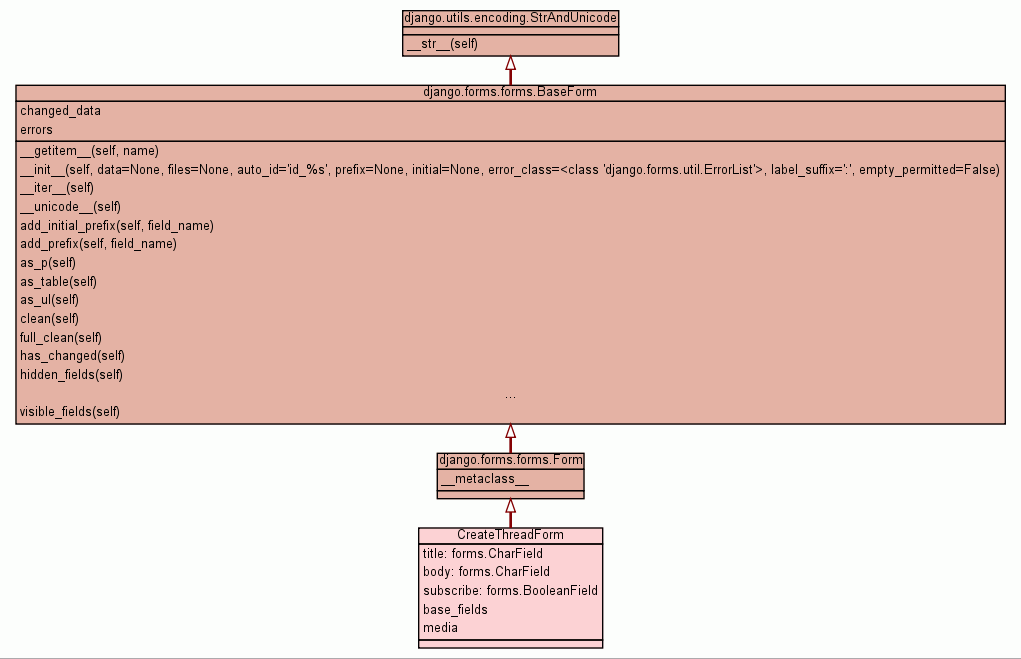 django.utils.encoding.StrAndUnicode
__str__(self)
django.forms.forms.BaseForm
changed_data
errors
__getitem__(self, name)
__init__(self, data=None, files=None, auto_id='id_%s', prefix=None, initial=None, error_class=<class 'django.forms.util.ErrorList'>, label_suffix=':', empty_permitted=False)
__iter__(self)
__unicode__(self)
add_initial_prefix(self, field_name)
add_prefix(self, field_name)
as_p(self)
as_table(self)
as_ul(self)
clean(self)
full_clean(self)
has_changed(self)
hidden_fields(self)
...
visible_fields(self)
django.forms.forms.Form
__metaclass__
CreateThreadForm
title: forms.CharField
body: forms.CharField
subscribe: forms.BooleanField
base_fields
media